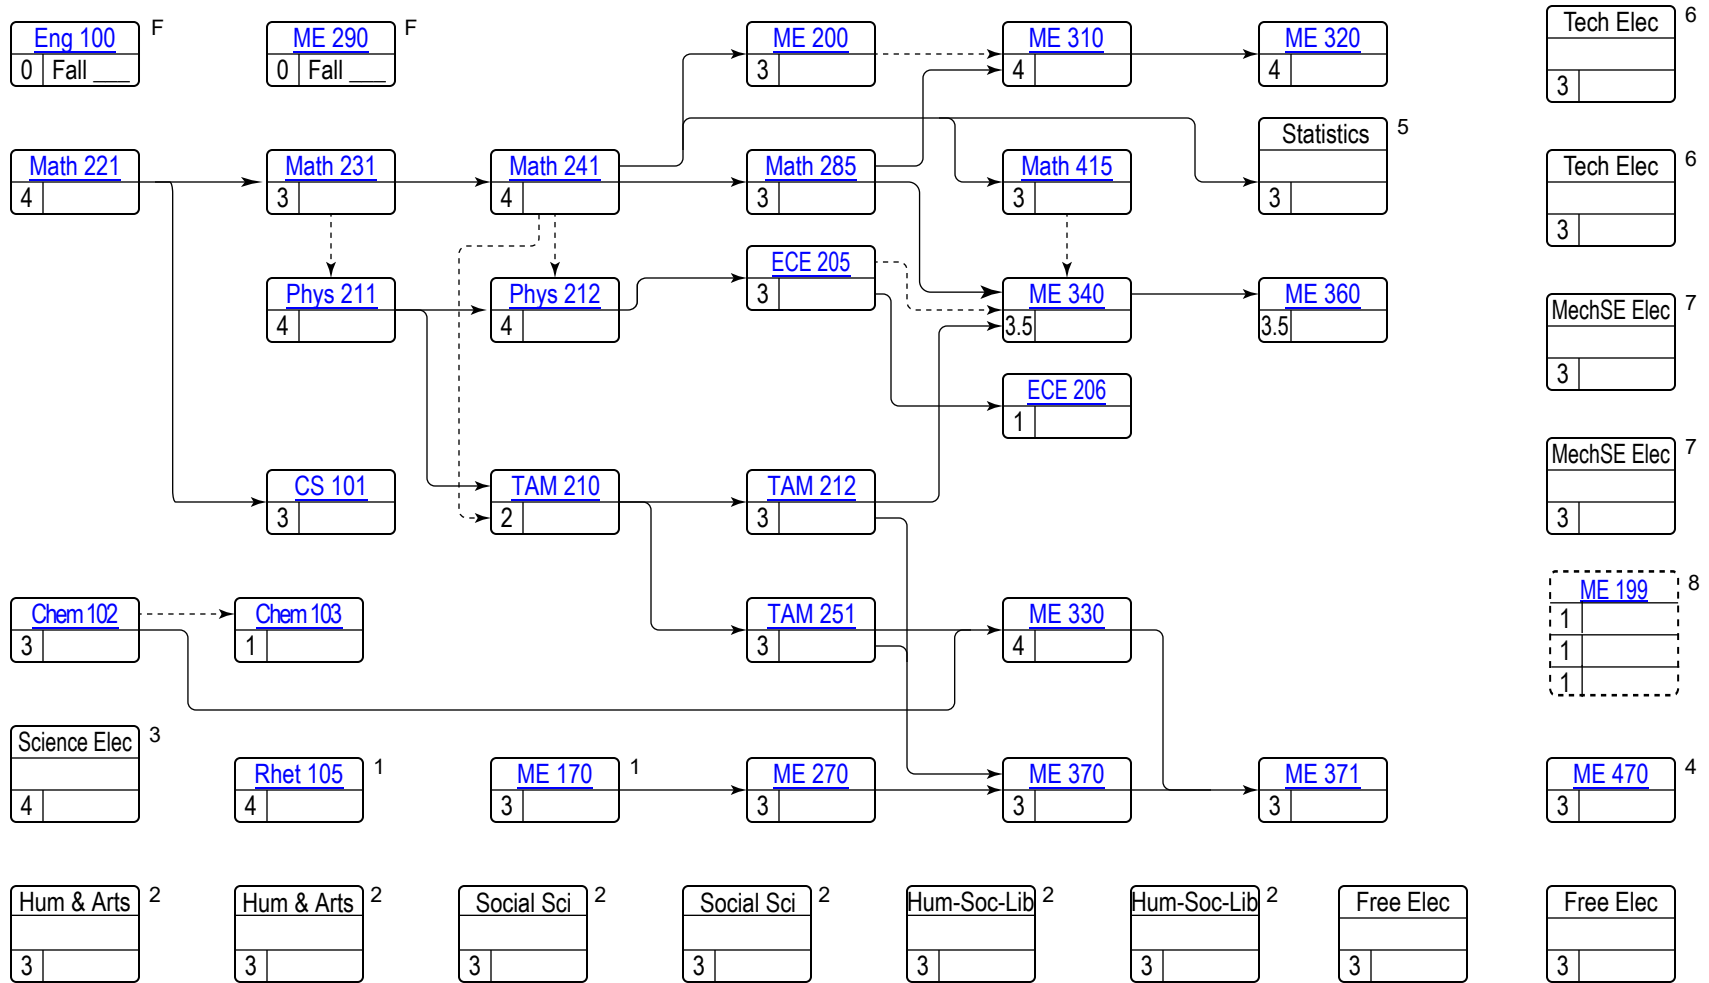 Eng 100 F
0 Fall ___
ME 290 F
0 Fall ___
ME 200
3
ME 310
4
ME 320
4
Tech Elec 6
3
Math 221
4
Math 231
3
Math 241
4
Math 285
3
Math 415
3
Statistics 5
3
Tech Elec 6
3
Phys 211
4
Phys 212
4
ECE 205
3
ME 340
3.5
ME 360
3.5
MechSE Elec 7
3
ECE 206
1
CS 101
3
TAM 210
2
TAM 212
3
MechSE Elec 7
3
Chem 102
3
Chem 103
1
TAM 251
3
ME 330
4
ME 199 8
1
1
1
Science Elec 3
4
Rhet 105 1
4
ME 170 1
3
ME 270
3
ME 370
3
ME 371
3
ME 470 4
3
Hum & Arts 2
3
Hum & Arts 2
3
Social Sci 2
3
Social Sci 2
3
Hum-Soc-Lib 2
3
Hum-Soc-Lib 2
3
Free Elec
3
Free Elec
3